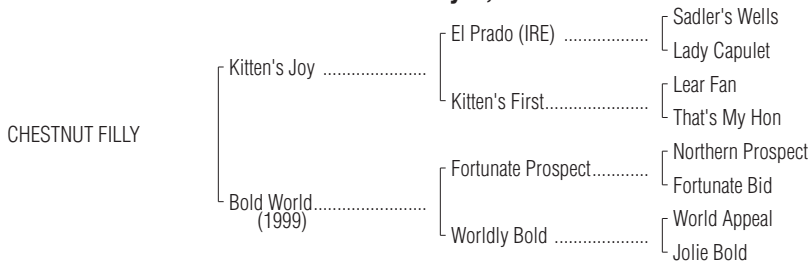 Sadler's Wells
El Prado (IRE) ....................
Lady Capulet
Kitten's Joy ......................
Lear Fan
Kitten's First.........................
That's My Hon
CHESTNUT FILLY
Northern Prospect
Fortunate Prospect.............
Fortunate Bid
Bold World........................
(1999)
World Appeal
Worldly Bold ......................
Jolie Bold